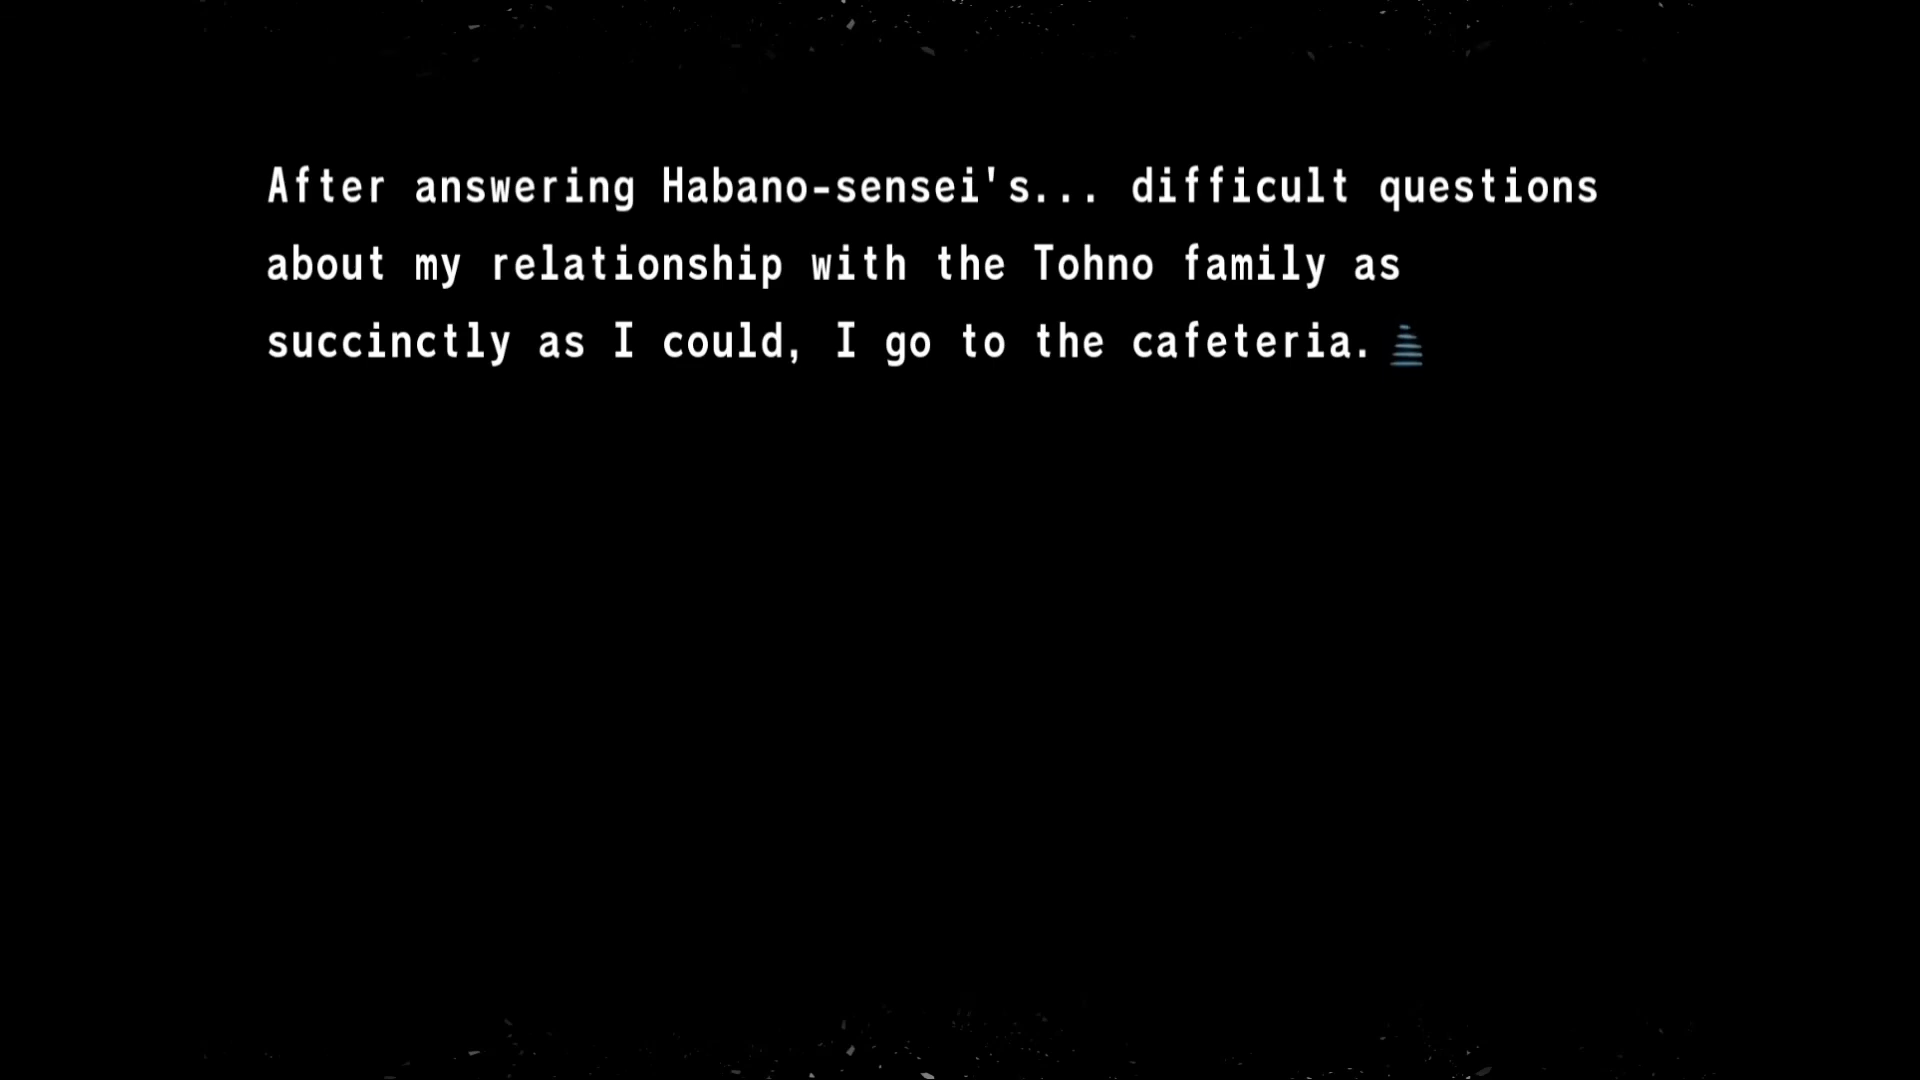 After answering Habano-sensei's... difficult questions
about my relationship with the Tohno family as
succinctly as I could, I go to the cafeteria.